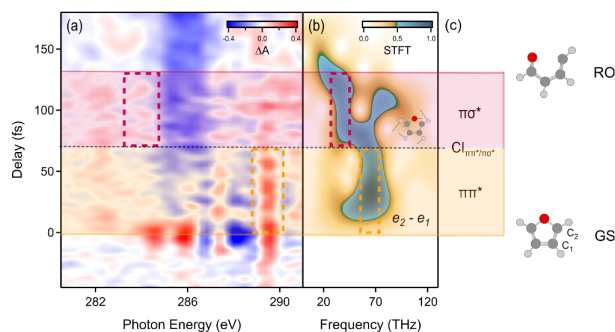 (a)
-0.4 0.4
ΔA
(b)
0.0 0.5 1.0
STFT
(c)
150
100
50
0
Delay (fs)
282 286 290
Photon Energy (eV)
20 70 120
Frequency (THz)
e2 - e1
πσ*
CIππ*/πσ*
ππ*
RO
C2
C1
GS